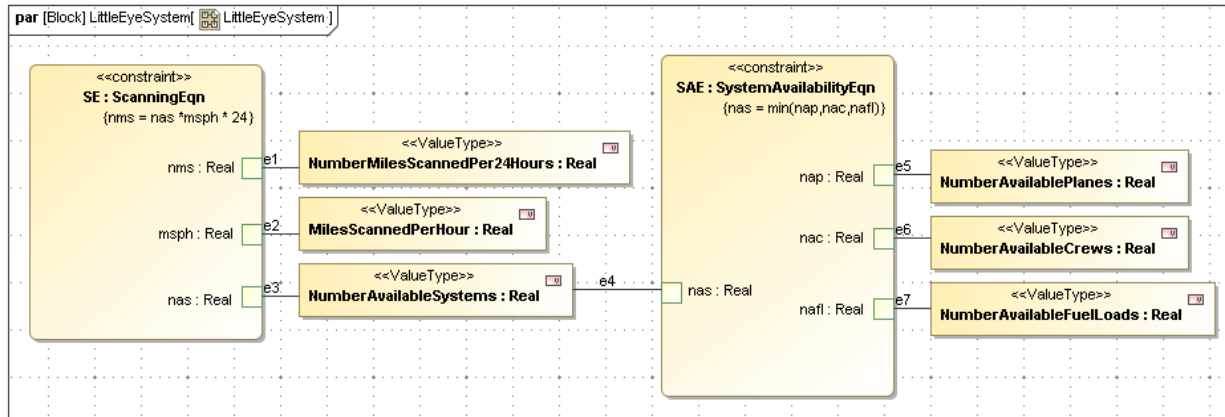 par [Block] LittleEyeSystem[ LittleEyeSystem ]
<<constraint>>
SE : ScanningEqn
{nms = nas *msph * 24}
nms : Real
e1
<<ValueType>>
NumberMilesScannedPer24Hours : Real
msph : Real
e2
<<ValueType>>
MilesScannedPerHour : Real
nas : Real
e3
<<ValueType>>
NumberAvailableSystems : Real
e4
<<constraint>>
SAE : SystemAvailabilityEqn
{nas = min(nap,nac,nafl)}
nas : Real
nap : Real
e5
<<ValueType>>
NumberAvailablePlanes : Real
nac : Real
e6
<<ValueType>>
NumberAvailableCrews : Real
nafl : Real
e7
<<ValueType>>
NumberAvailableFuelLoads : Real